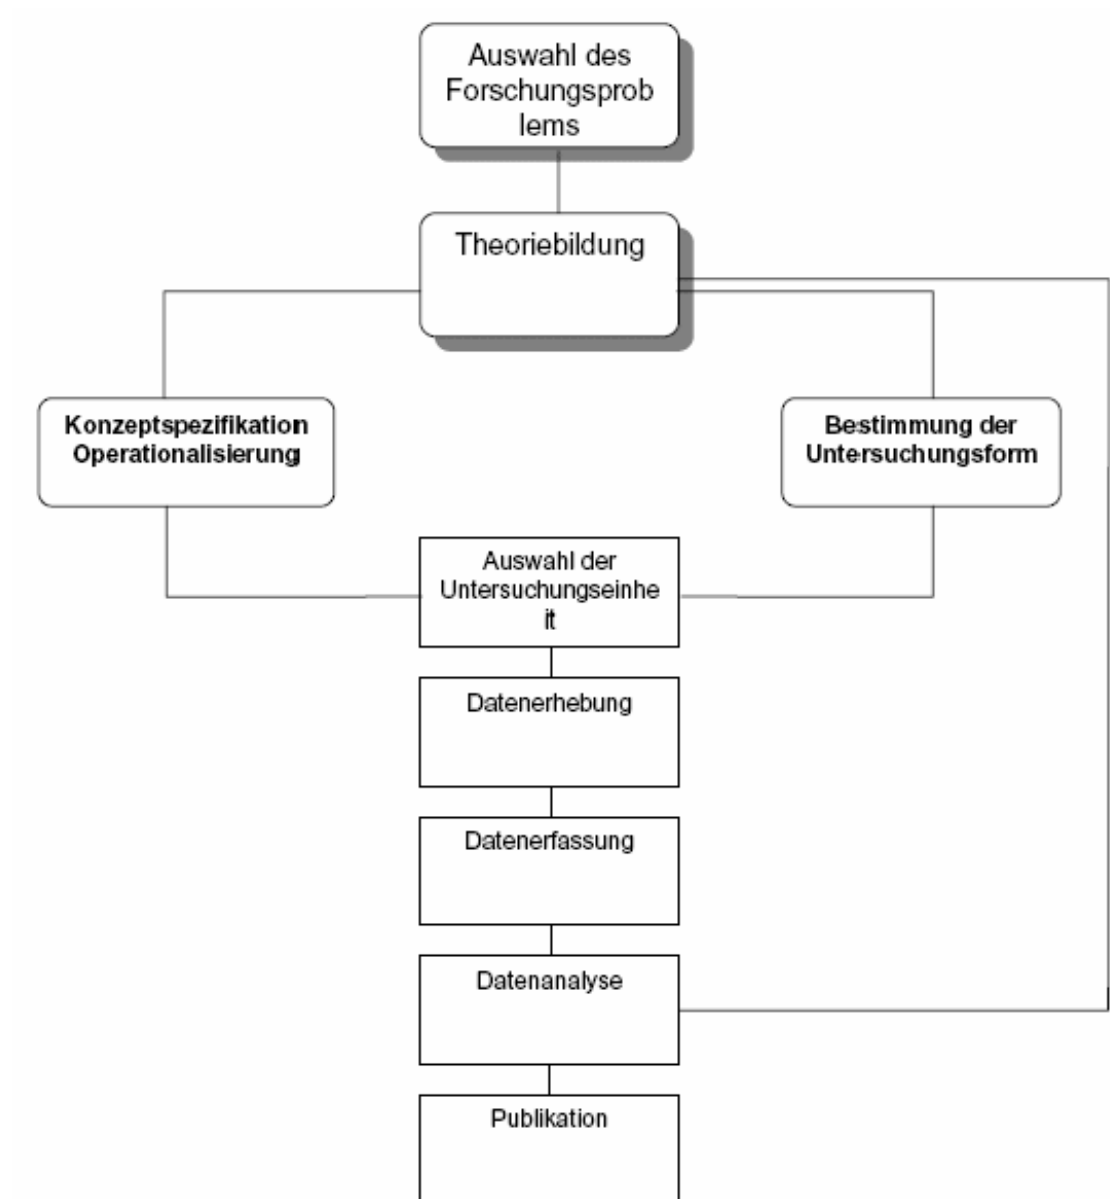 Auswahl des
Forschungsprob
lems
Theoriebildung
Konzeptspezifikation
Operationalisierung
Bestimmung der
Untersuchungsform
Auswahl der
Untersuchungseinhe
it
Datenerhebung
Datenerfassung
Datenanalyse
Publikation